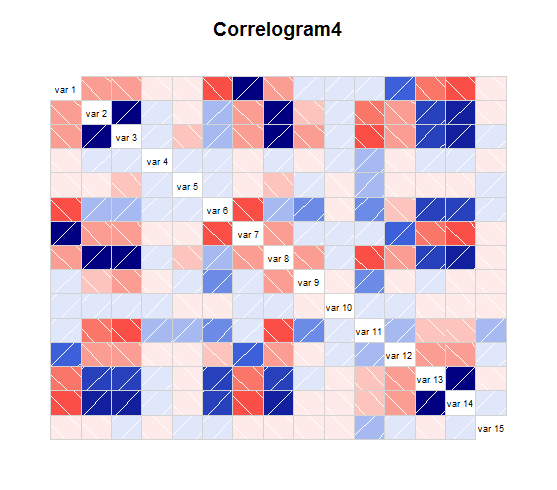 Correlogram4
var 1
var 2
var 3
var 4
var 5
var 6
var 7
var 8
var 9
var 10
var 11
var 12
var 13
var 14
var 15